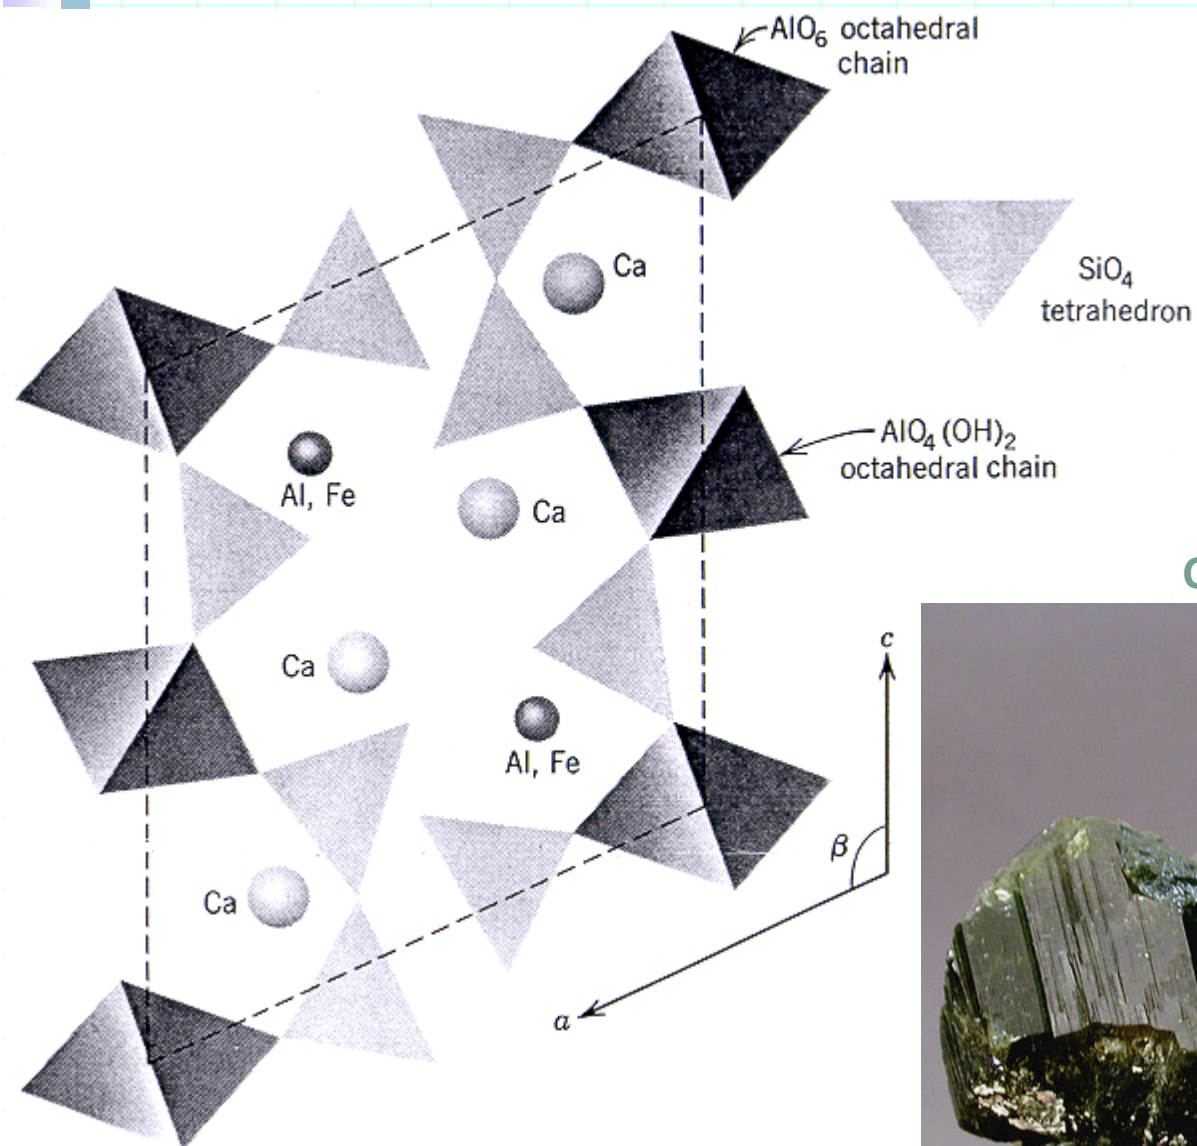 AlO₆ octahedral
chain
Ca
SiO₄
tetrahedron
AlO₄(OH)₂
octahedral chain
Al, Fe
Ca
Ca
Al, Fe
Ca
c
β
a